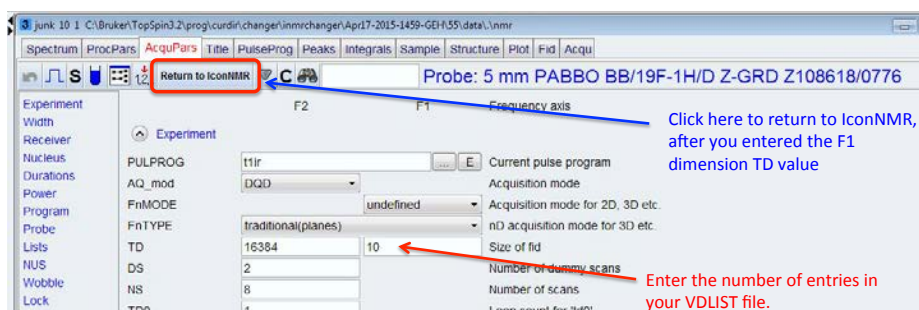 junk 10 1 C:\Bruker\TopSpin3.2\prog\curdir\changer\inmrchanger\Apr17-2015-1459-GEH\55\data\.\nmr
Spectrum ProcPars AcquPars Title PulseProg Peaks Integrals Sample Structure Plot Fid Acqu
S Return to IconNMR C Probe: 5 mm PABBO BB/19F-1H/D Z-GRD Z108618/0776
Experiment F2 F1 Frequency axis
Width
Receiver Experiment
Nucleus PULPROG t1ir ... E Current pulse program
Durations AQ_mod DQD Acquisition mode
Power FnMODE undefined Acquisition mode for 2D, 3D etc.
Program
Probe FnTYPE traditional(planes) nD acquisition mode for 3D etc.
Lists TD 16384 10 Size of fid
NUS DS 2 Number of dummy scans
Wobble NS 8 Number of scans
Lock TD0 1 Loop count for 'td0'
Click here to return to IconNMR,
after you entered the F1
dimension TD value
Enter the number of entries in
your VDLIST file.